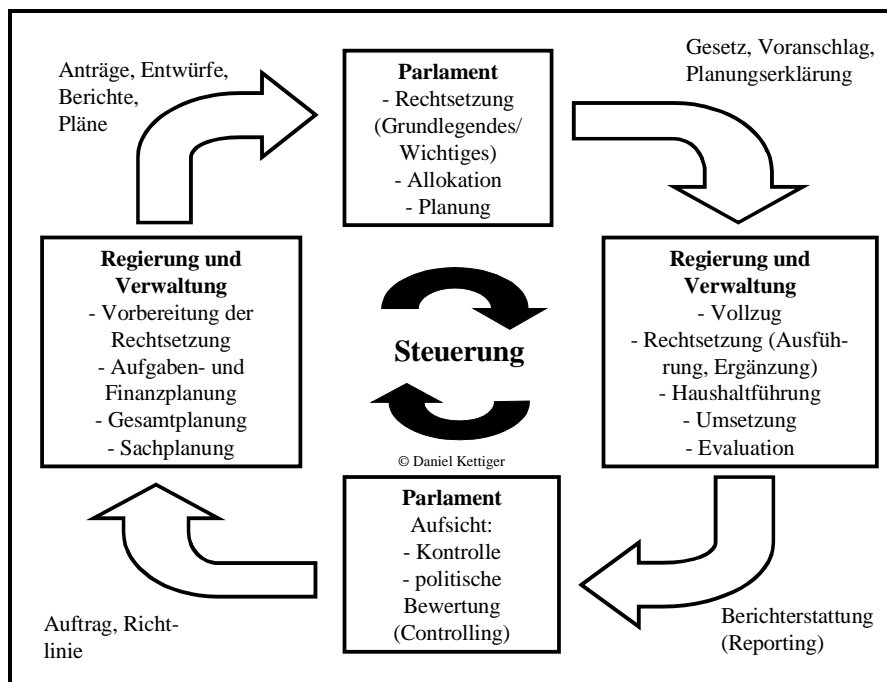 Anträge, Entwürfe,
Berichte,
Pläne
Parlament
- Rechtsetzung
(Grundlegendes/
Wichtiges)
- Allokation
- Planung
Gesetz, Voranschlag,
Planungserklärung
Regierung und
Verwaltung
- Vorbereitung der
Rechtsetzung
- Aufgaben- und
Finanzplanung
- Gesamtplanung
- Sachplanung
Steuerung
© Daniel Kettiger
Regierung und
Verwaltung
- Vollzug
- Rechtsetzung (Ausfüh-
rung, Ergänzung)
- Haushaltführung
- Umsetzung
- Evaluation
Auftrag, Richt-
linie
Parlament
Aufsicht:
- Kontrolle
- politische
Bewertung
(Controlling)
Berichterstattung
(Reporting)